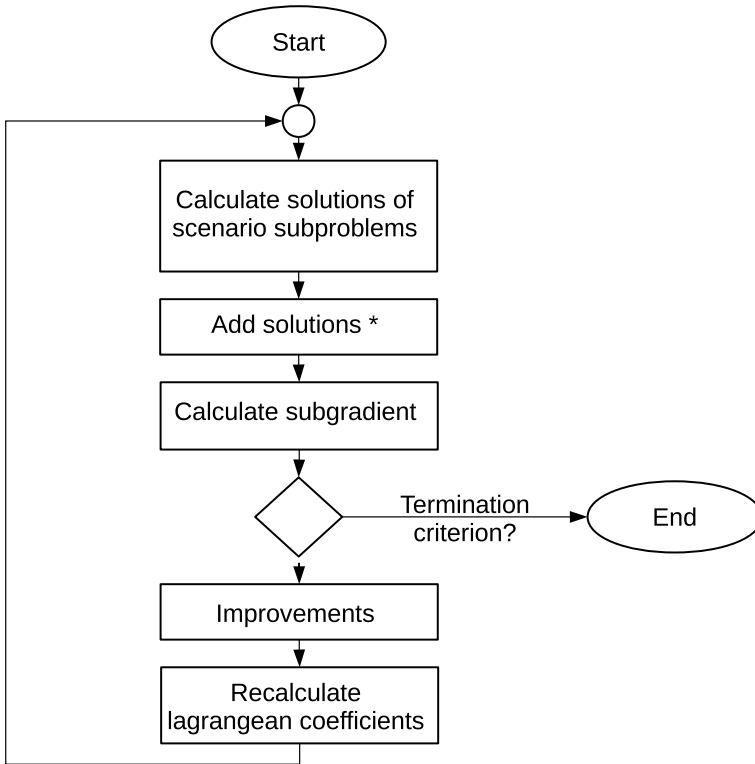 Start
Calculate solutions of
scenario subproblems
Add solutions *
Calculate subgradient
Termination
criterion?
End
Improvements
Recalculate
lagrangean coefficients